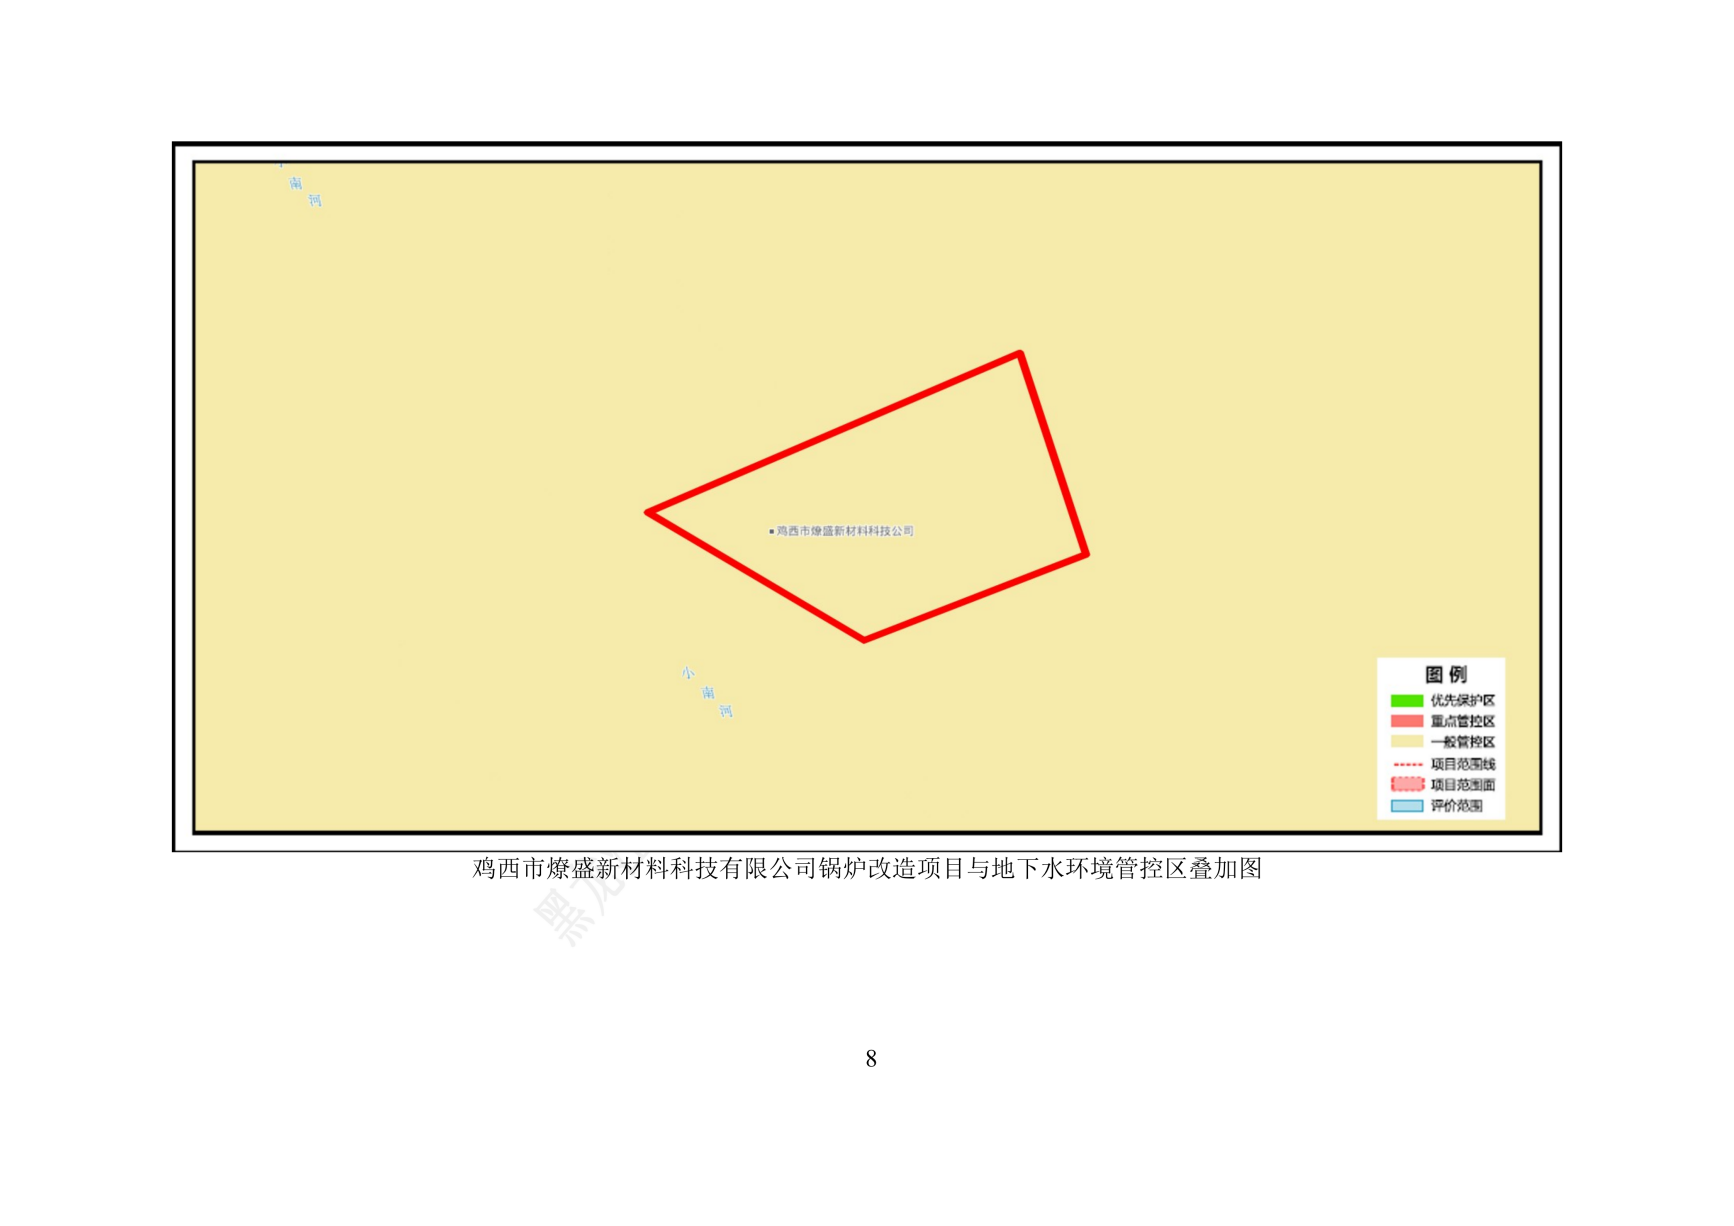 南
河
鸡西市燎盛新材料科技公司
小
南
河
图 例
优先保护区
重点管控区
一般管控区
项目范围线
项目范围面
评价范围
鸡西市燎盛新材料科技有限公司锅炉改造项目与地下水环境管控区叠加图
黑龙
8